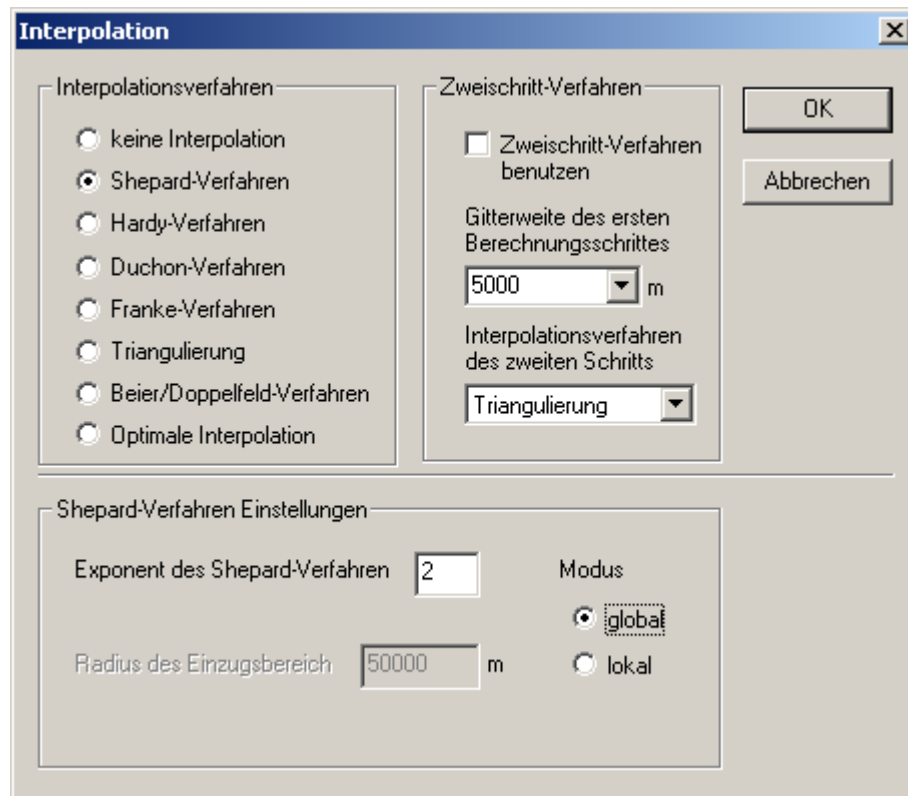 Interpolation
Interpolationsverfahren
keine Interpolation
Shepard-Verfahren
Hardy-Verfahren
Duchon-Verfahren
Franke-Verfahren
Triangulierung
Beier/Doppelfeld-Verfahren
Optimale Interpolation
Zweischritt-Verfahren
Zweischritt-Verfahren
benutzen
Gitterweite des ersten
Berechnungsschrittes
5000 m
Interpolationsverfahren
des zweiten Schritts
Triangulierung
OK
Abbrechen
Shepard-Verfahren Einstellungen
Exponent des Shepard-Verfahren 2
Radius des Einzugsbereich 50000 m
Modus
global
lokal